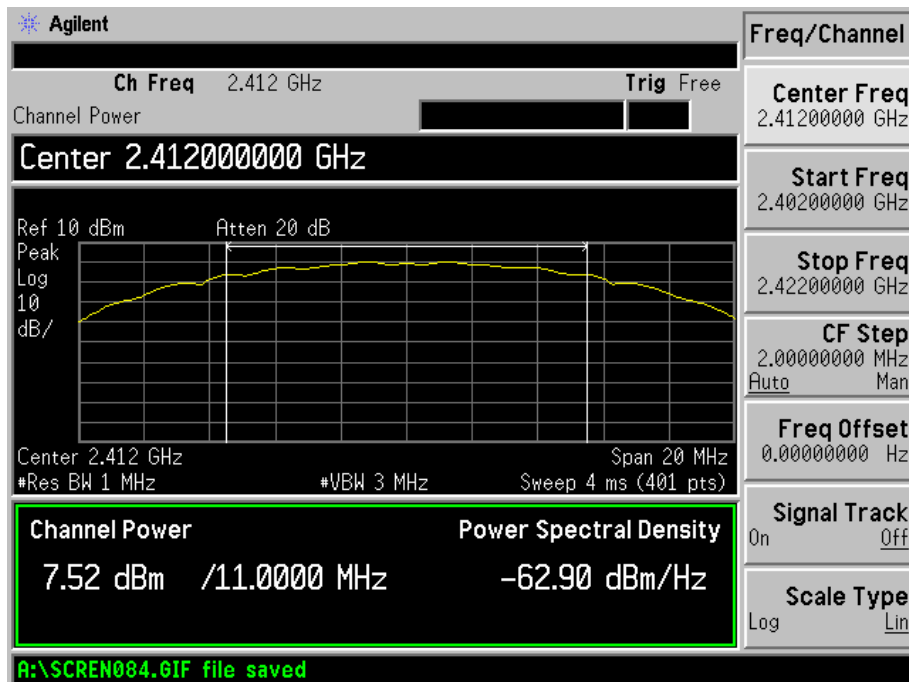 Agilent
Freq/Channel
Ch Freq 2.412 GHz Trig Free
Channel Power
Center 2.412000000 GHz
Ref 10 dBm Atten 20 dB
Peak
Log
10
dB/
Center 2.412 GHz Span 20 MHz
#Res BW 1 MHz #VBW 3 MHz Sweep 4 ms (401 pts)
Channel Power Power Spectral Density
7.52 dBm /11.0000 MHz -62.90 dBm/Hz
A:\SCREN084.GIF file saved
Center Freq
2.41200000 GHz
Start Freq
2.40200000 GHz
Stop Freq
2.42200000 GHz
CF Step
2.00000000 MHz
Auto Man
Freq Offset
0.00000000 Hz
Signal Track
On Off
Scale Type
Log Lin